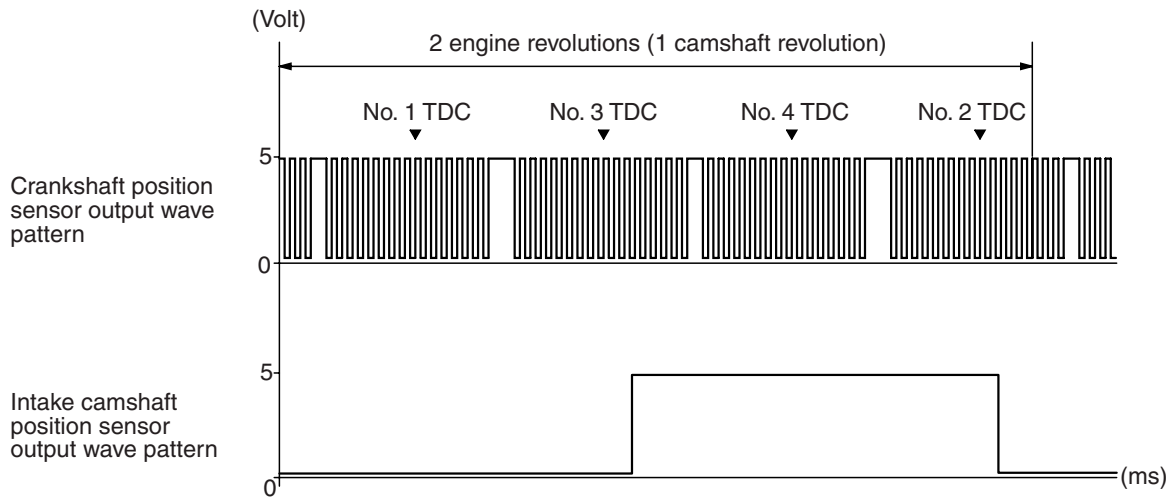 (Volt)
2 engine revolutions (1 camshaft revolution)
No. 1 TDC
No. 3 TDC
No. 4 TDC
No. 2 TDC
5
Crankshaft position
sensor output wave
pattern
0
5
Intake camshaft
position sensor
output wave pattern
0
(ms)